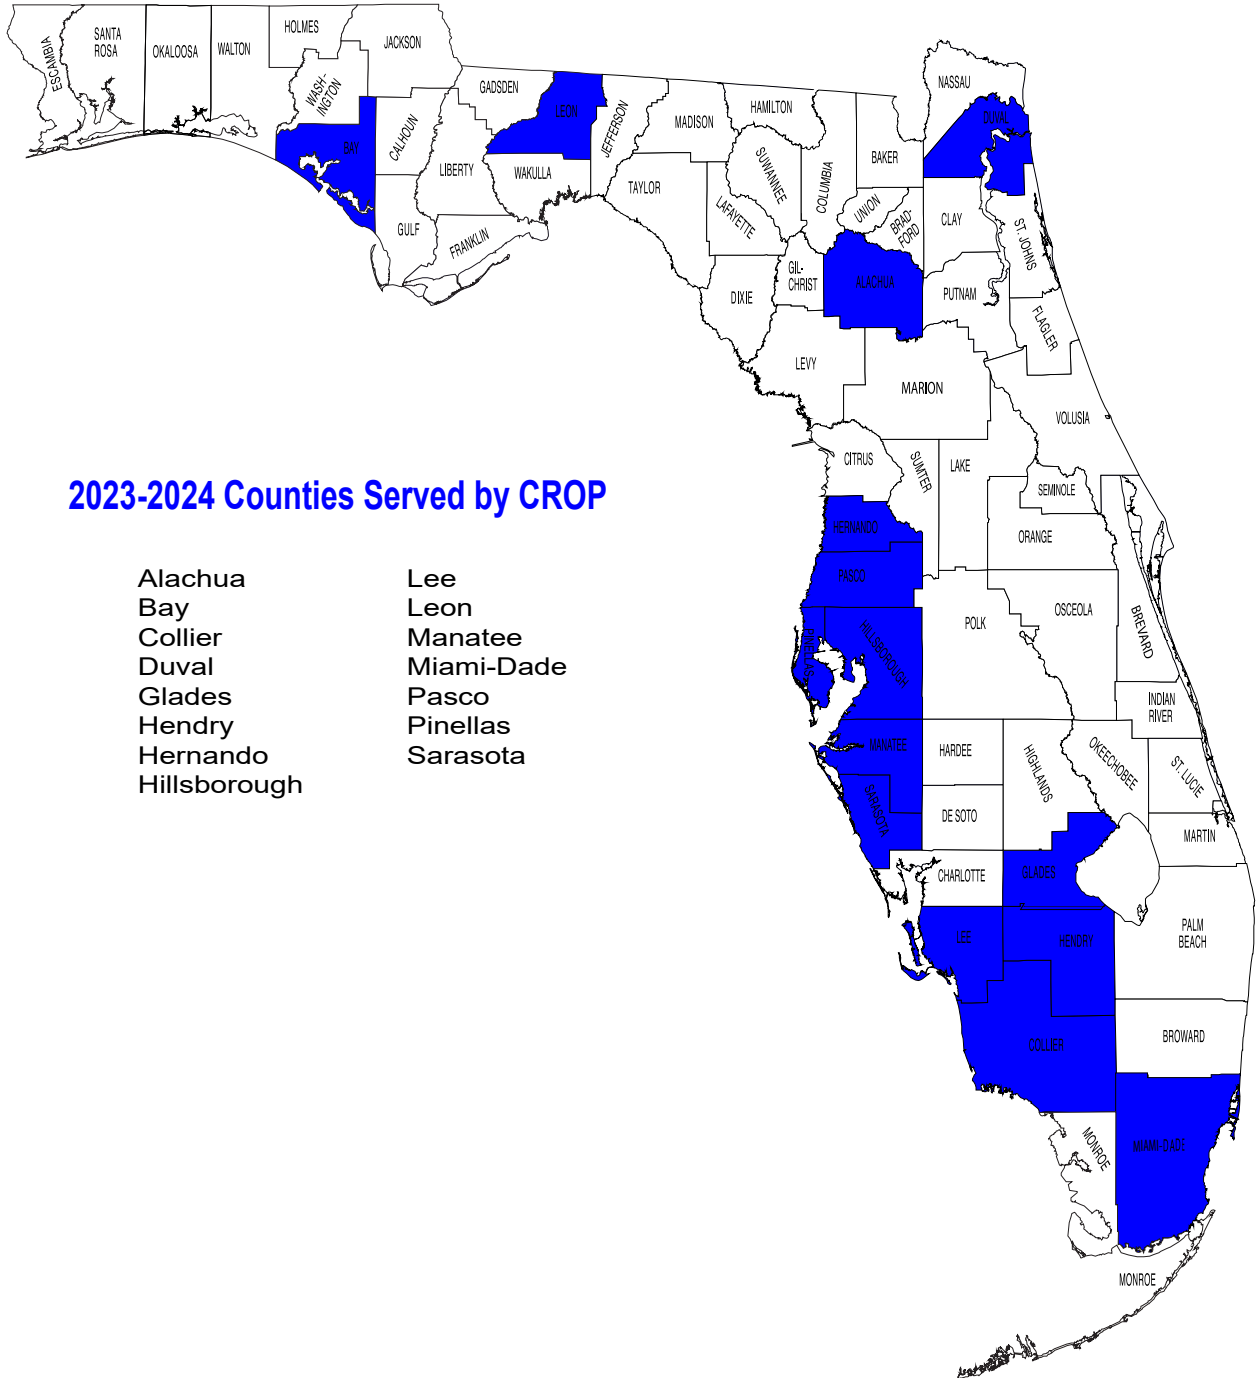 ESCAMBIA
SANTA
ROSA
OKALOOSA
WALTON
HOLMES
JACKSON
WASH-
INGTON
BAY
CALHOUN
GULF
GADSDEN
LIBERTY
FRANKLIN
LEON
WAKULLA
JEFFERSON
MADISON
TAYLOR
HAMILTON
SUWANNEE
LAFAYETTE
DIXIE
COLUMBIA
BAKER
NASSAU
DUVAL
UNION
BRAD-
FORD
CLAY
ST. JOHNS
GIL-
CHRIST
ALACHUA
PUTNAM
FLAGLER
LEVY
MARION
VOLUSIA
CITRUS
SUMTER
LAKE
SEMINOLE
ORANGE
HERNANDO
PASCO
PINELLAS
HILLSBOROUGH
POLK
OSCEOLA
BREVARD
INDIAN
RIVER
MANATEE
HARDEE
HIGHLANDS
OKEECHOBEE
ST. LUCIE
SARASOTA
DE SOTO
MARTIN
CHARLOTTE
GLADES
LEE
HENDRY
PALM
BEACH
COLLIER
BROWARD
MONROE
MIAMI-DADE
MONROE
2023-2024 Counties Served by CROP
Alachua
Bay
Collier
Duval
Glades
Hendry
Hernando
Hillsborough
Lee
Leon
Manatee
Miami-Dade
Pasco
Pinellas
Sarasota